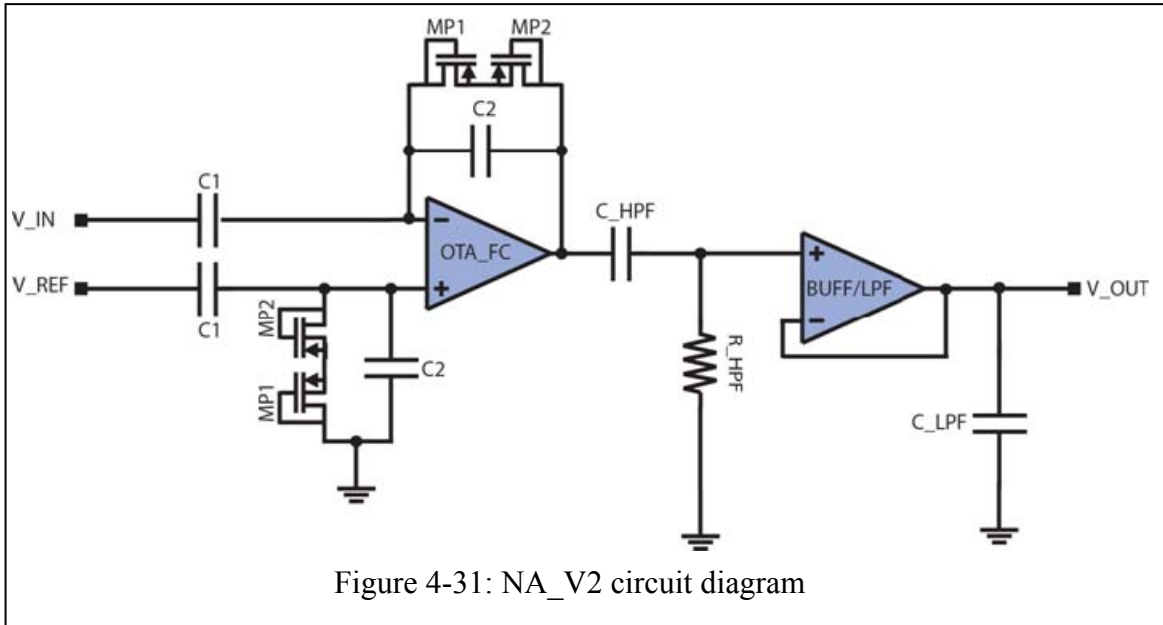 MP1 MP2
C2
C1
V_IN
C_HPF
OTA_FC
V_REF
C1
BUFF/LPF
V_OUT
MP2
C2
MP1
R_HPF
C_LPF
Figure 4-31: NA_V2 circuit diagram